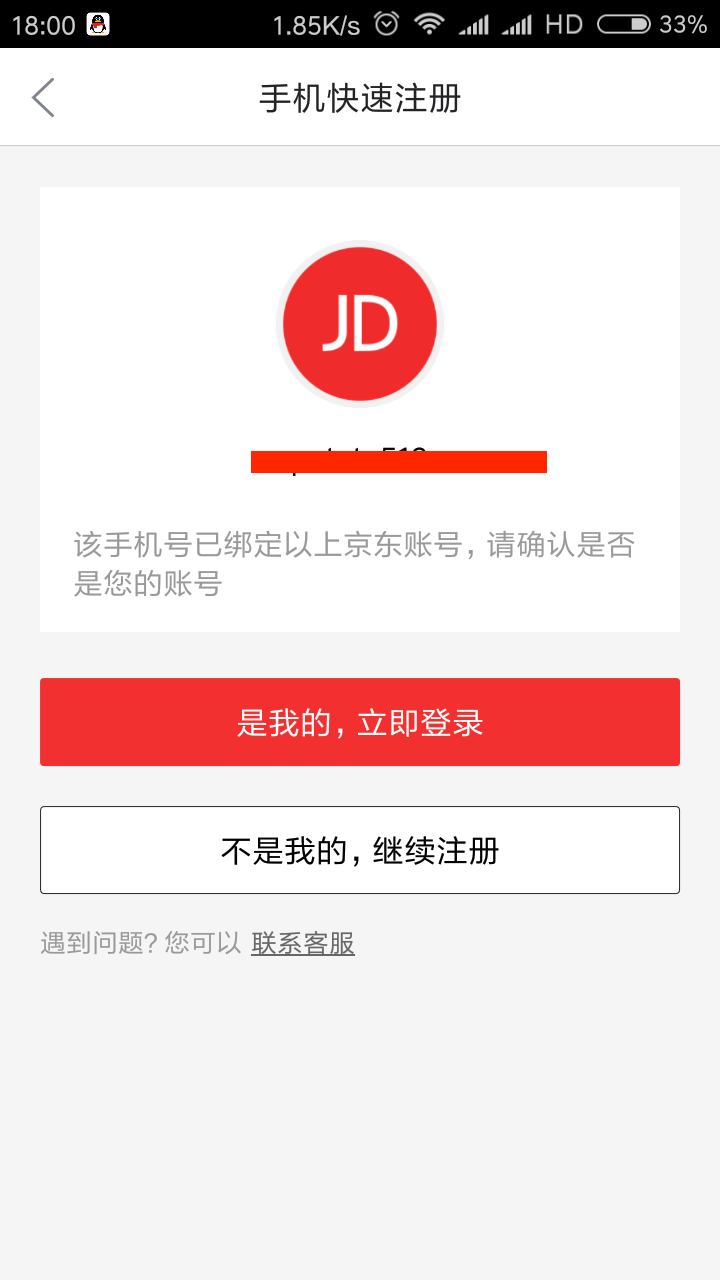 18:00 1.85K/s HD 33%
手机快速注册
JD
该手机号已绑定以上京东账号，请确认是否
是您的账号
是我的，立即登录
不是我的，继续注册
遇到问题？您可以 联系客服